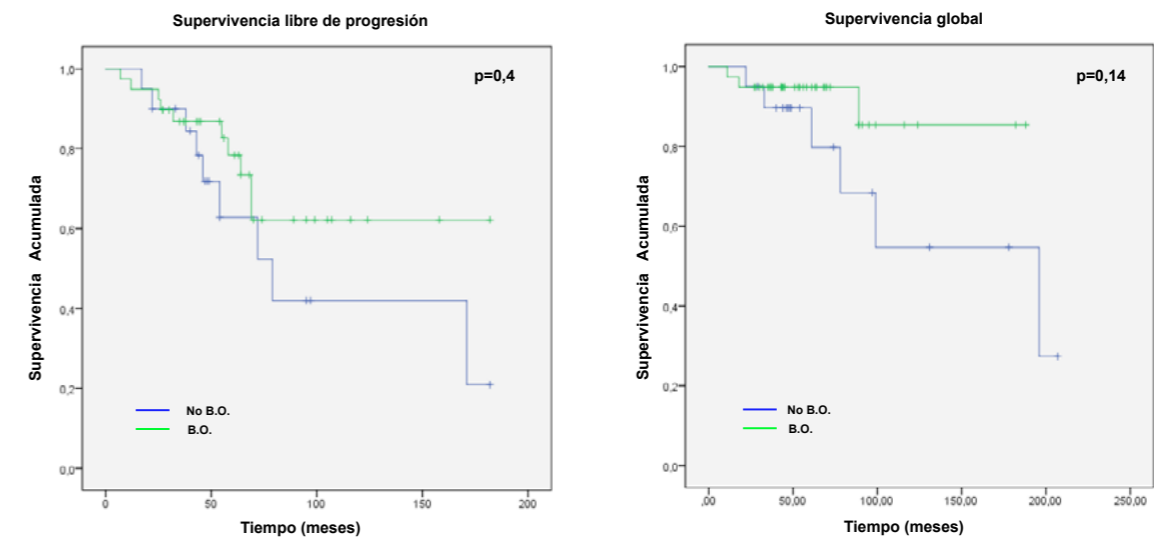 Supervivencia libre de progresión
p=0,4
Supervivencia Acumulada
1,0
0,8
0,6
0,4
0,2
0,0
No B.O.
B.O.
0
50
100
150
200
Tiempo (meses)
Supervivencia global
p=0,14
Supervivencia Acumulada
1,0
0,8
0,6
0,4
0,2
0,0
No B.O.
B.O.
,00
50,00
100,00
150,00
200,00
250,00
Tiempo (meses)